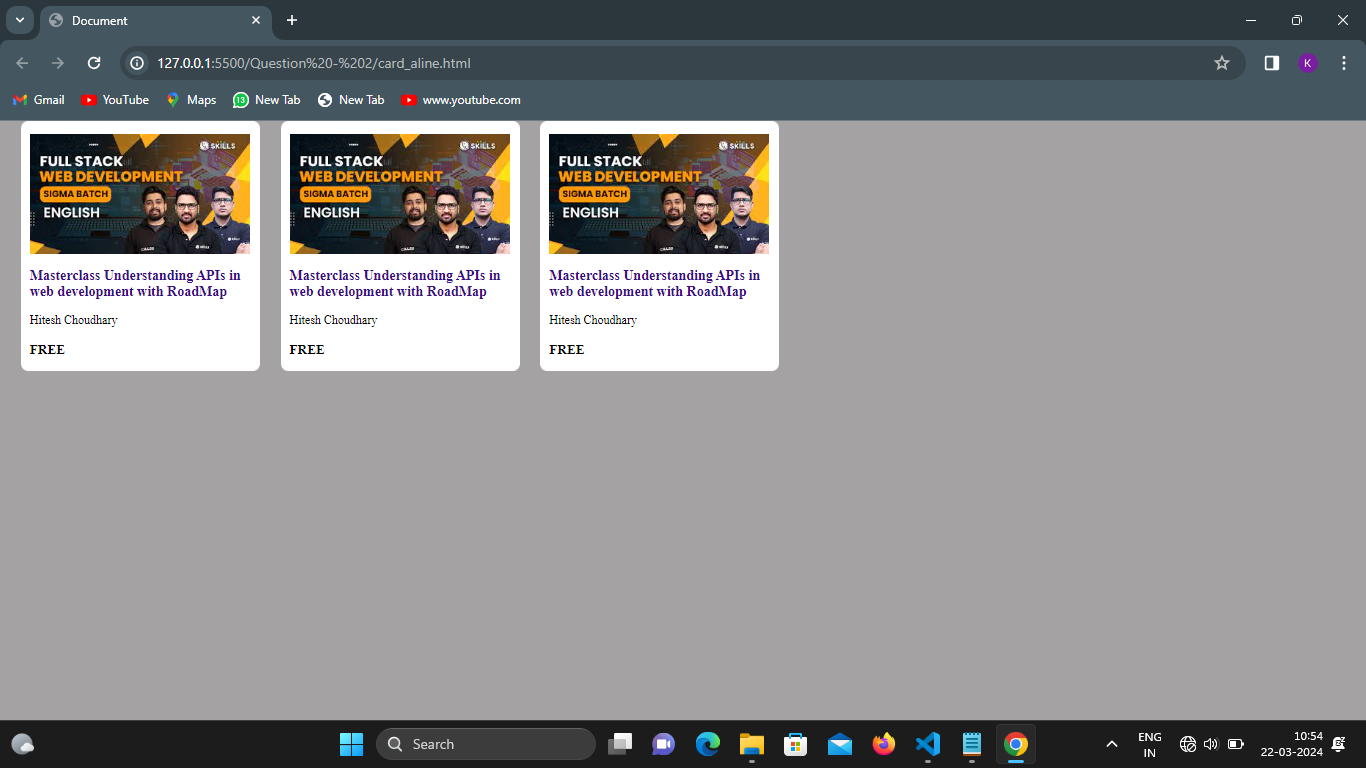 Document
127.0.0.1:5500/Question%20-%202/card_aline.html
K
Gmail
YouTube
Maps
13
New Tab
New Tab
www.youtube.com
SKILLS
FULL STACK
WEB DEVELOPMENT
SIGMA BATCH
ENGLISH
Masterclass Understanding APIs in
web development with RoadMap
Hitesh Choudhary
FREE
SKILLS
FULL STACK
WEB DEVELOPMENT
SIGMA BATCH
ENGLISH
Masterclass Understanding APIs in
web development with RoadMap
Hitesh Choudhary
FREE
SKILLS
FULL STACK
WEB DEVELOPMENT
SIGMA BATCH
ENGLISH
Masterclass Understanding APIs in
web development with RoadMap
Hitesh Choudhary
FREE
Search
ENG
IN
10:54
22-03-2024